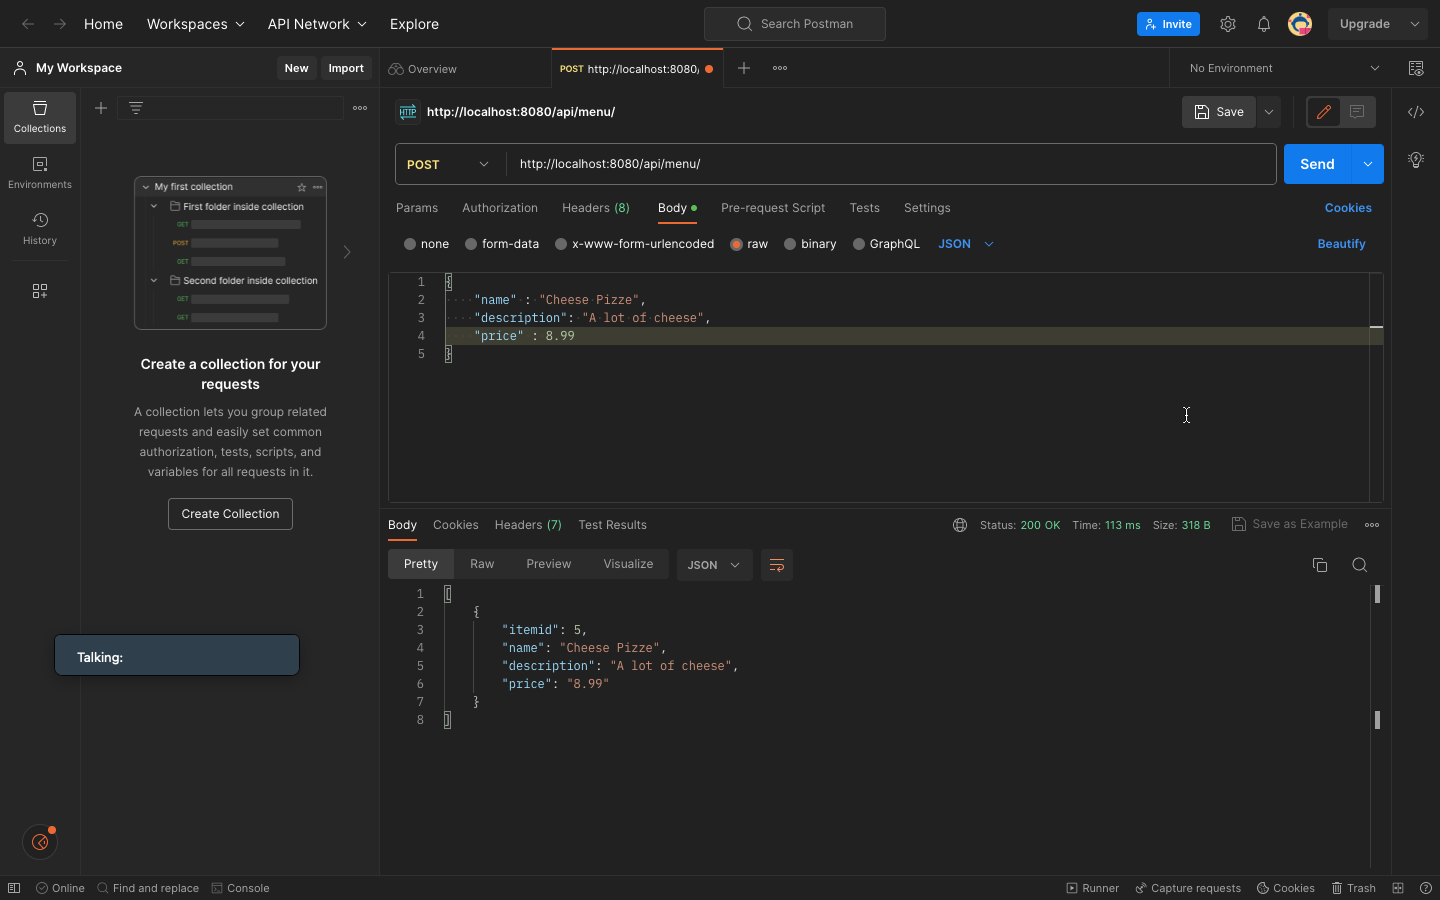 Home
Workspaces
API Network
Explore
Search Postman
Invite
Upgrade
My Workspace
New
Import
Overview
POST http://localhost:8080/
No Environment
Collections
Environments
History
My first collection
First folder inside collection
GET
POST
GET
Second folder inside collection
GET
GET
Create a collection for your
requests
A collection lets you group related
requests and easily set common
authorization, tests, scripts, and
variables for all requests in it.
Create Collection
HTTP
http://localhost:8080/api/menu/
Save
POST
http://localhost:8080/api/menu/
Send
Params
Authorization
Headers (8)
Body
Pre-request Script
Tests
Settings
Cookies
none
form-data
x-www-form-urlencoded
raw
binary
GraphQL
JSON
Beautify
1 {
2 "name" : "Cheese Pizze",
3 "description": "A lot of cheese",
4 "price" : 8.99
5 }
Body
Cookies
Headers (7)
Test Results
Status: 200 OK
Time: 113 ms
Size: 318 B
Save as Example
Pretty
Raw
Preview
Visualize
JSON
1 [
2 {
3 "itemid": 5,
4 "name": "Cheese Pizze",
5 "description": "A lot of cheese",
6 "price": "8.99"
7 }
8 ]
Talking:
Online
Find and replace
Console
Runner
Capture requests
Cookies
Trash